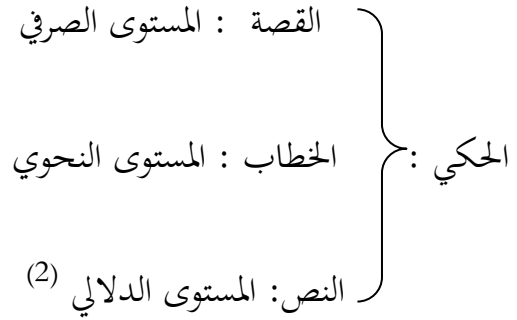 القصة : المستوى الصرفي
الحكي : الخطاب : المستوى النحوي
النص: المستوى الدلالي (2)